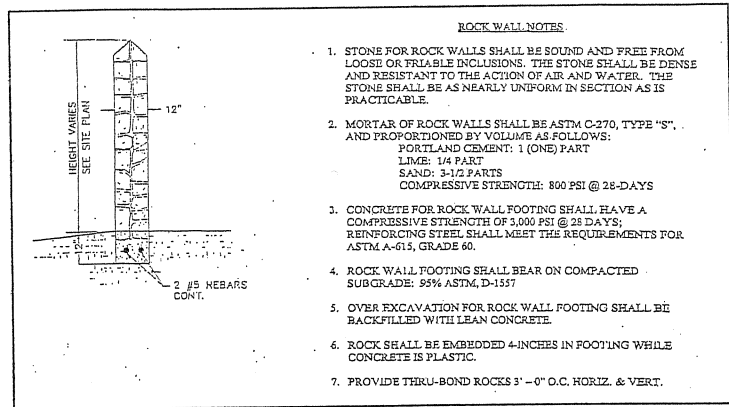 HEIGHT VARIES
SEE SITE PLAN
12"
2 #5 REBARS
CONT.
ROCK WALL NOTES
1. STONE FOR ROCK WALLS SHALL BE SOUND AND FREE FROM
LOOSE OR FRIABLE INCLUSIONS. THE STONE SHALL BE DENSE
AND RESISTANT TO THE ACTION OF AIR AND WATER. THE
STONE SHALL BE AS NEARLY UNIFORM IN SECTION AS IS
PRACTICABLE.
2. MORTAR OF ROCK WALLS SHALL BE ASTM C-270, TYPE "S",
AND PROPORTIONED BY VOLUME AS FOLLOWS:
PORTLAND CEMENT: 1 (ONE) PART
LIME: 1/4 PART
SAND: 3-1/2 PARTS
COMPRESSIVE STRENGTH: 800 PSI @ 28-DAYS
3. CONCRETE FOR ROCK WALL FOOTING SHALL HAVE A
COMPRESSIVE STRENGTH OF 3,000 PSI @ 28 DAYS;
REINFORCING STEEL SHALL MEET THE REQUIREMENTS FOR
ASTM A-615, GRADE 60.
4. ROCK WALL FOOTING SHALL BEAR ON COMPACTED
SUBGRADE: 95% ASTM, D-1557
5. OVER EXCAVATION FOR ROCK WALL FOOTING SHALL BE
BACKFILLED WITH LEAN CONCRETE.
6. ROCK SHALL BE EMBEDDED 4-INCHES IN FOOTING WHILE
CONCRETE IS PLASTIC.
7. PROVIDE THRU-BOND ROCKS 3' – 0" O.C. HORIZ. & VERT.